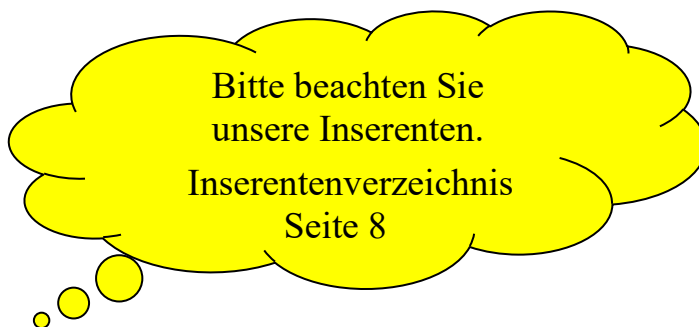 Bitte beachten Sie
unsere Inserenten.
Inserentenverzeichnis
Seite 8